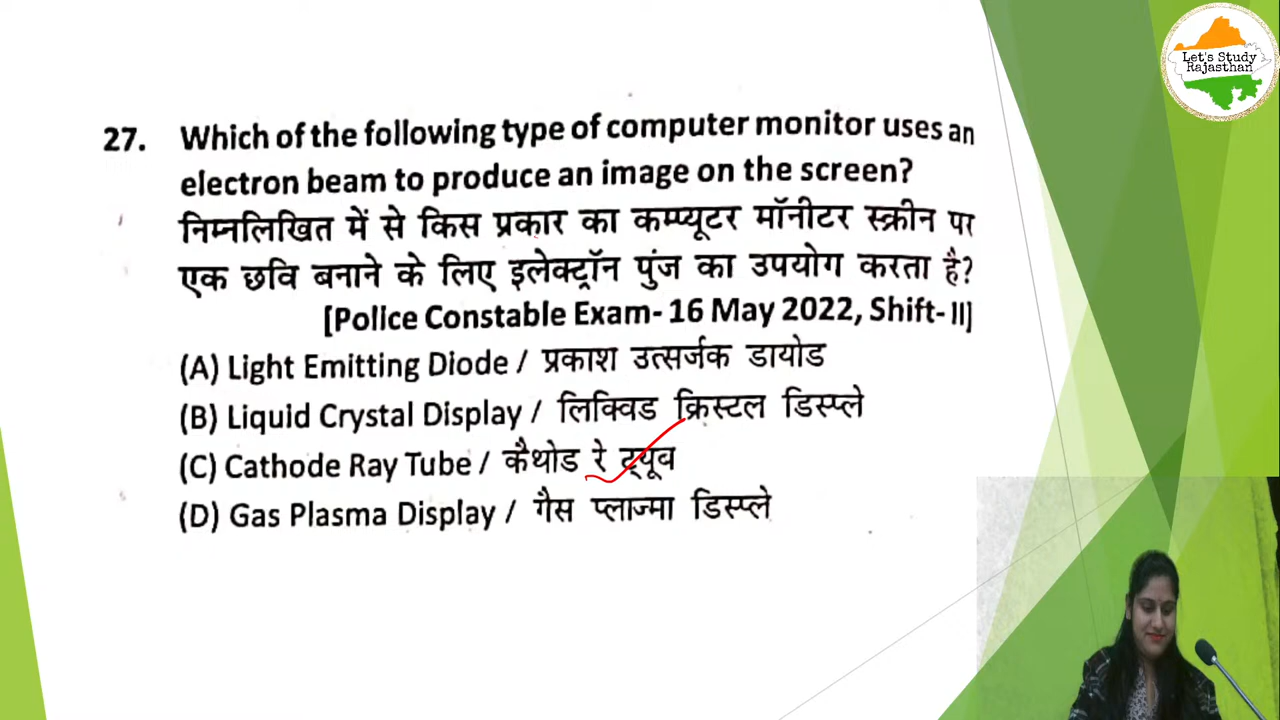 Let's Study
Rajasthan
27. Which of the following type of computer monitor uses an
electron beam to produce an image on the screen?
निम्नलिखित में से किस प्रकार का कम्प्यूटर मॉनीटर स्क्रीन पर
एक छवि बनाने के लिए इलेक्ट्रॉन पुंज का उपयोग करता है?
[Police Constable Exam- 16 May 2022, Shift- II]
(A) Light Emitting Diode / प्रकाश उत्सर्जक डायोड
(B) Liquid Crystal Display / लिक्विड क्रिस्टल डिस्प्ले
(C) Cathode Ray Tube / कैथोड रे ट्यूब
(D) Gas Plasma Display / गैस प्लाज्मा डिस्प्ले